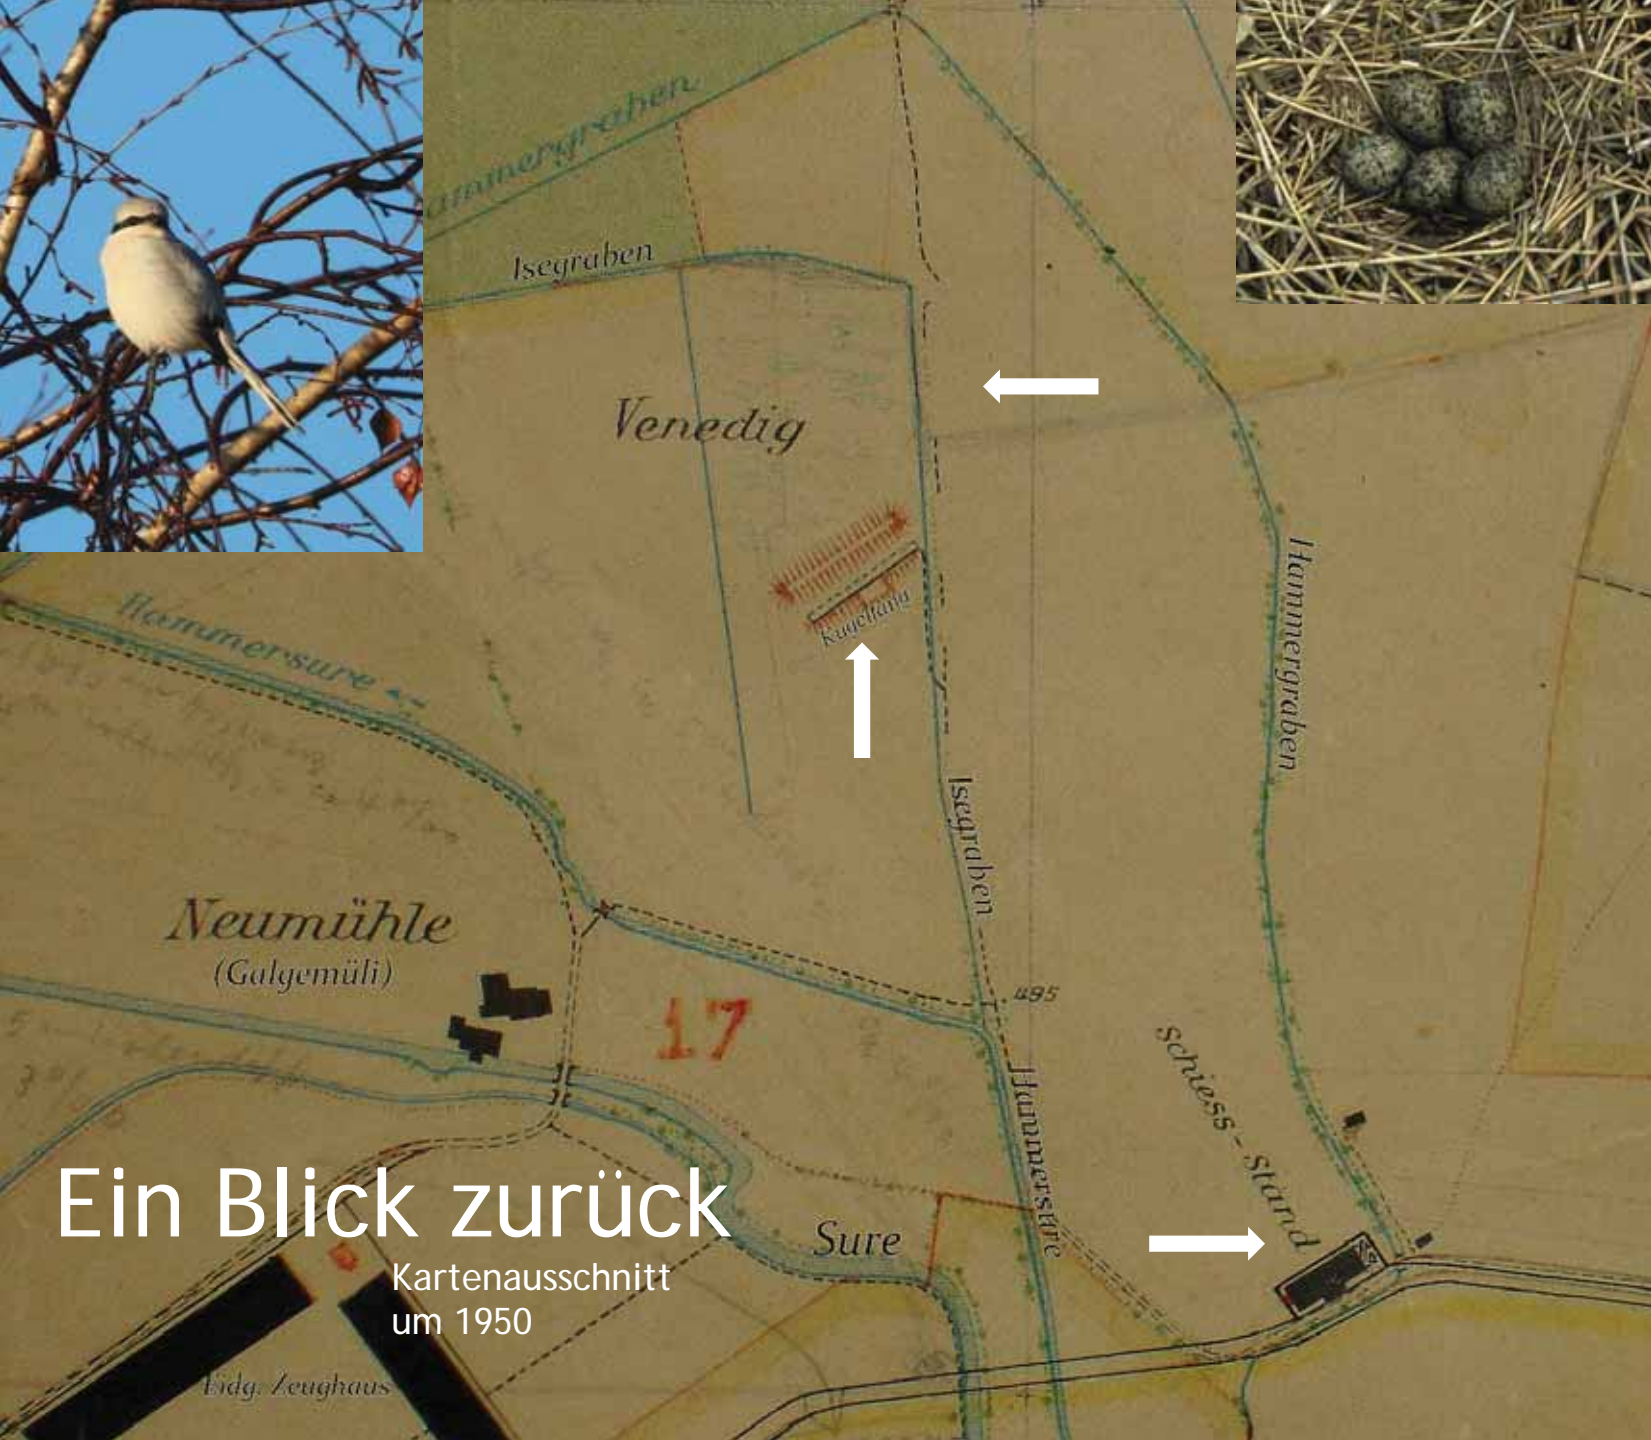 ammergraben
Isegraben
Venedig
Kugelfang
Hammersure
Hammergraben
Isegraben
Neumühle
(Galgemüli)
17
495
Schiess-Stand
Hammersure
Ein Blick zurück
Kartenausschnitt
um 1950
Sure
Eidg. Zeughaus